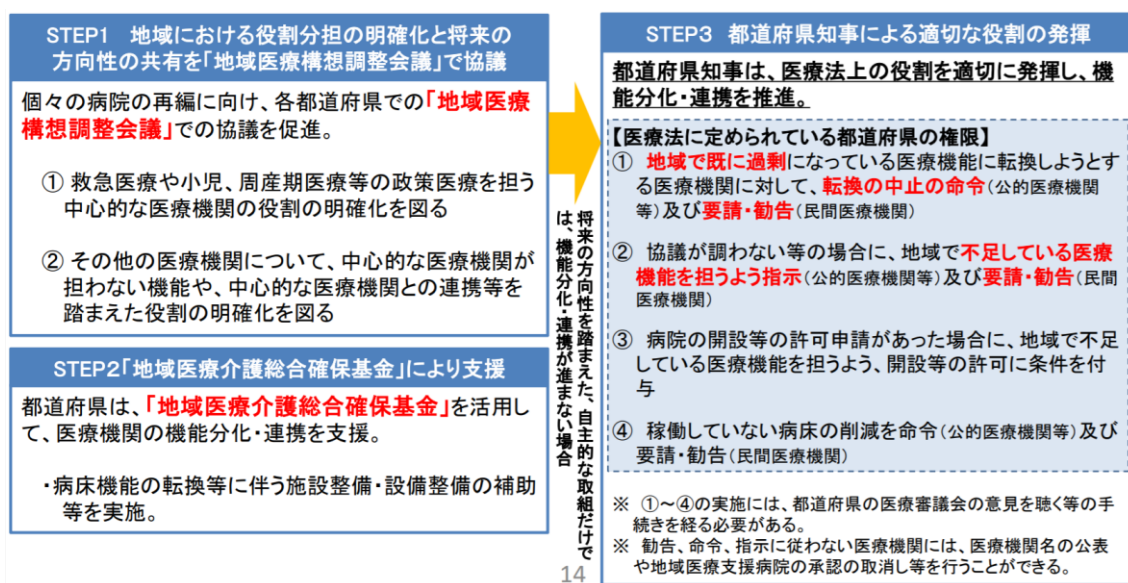 STEP1 地域における役割分担の明確化と将来の
方向性の共有を「地域医療構想調整会議」で協議
個々の病院の再編に向け、各都道府県での「地域医療
構想調整会議」での協議を促進。
① 救急医療や小児、周産期医療等の政策医療を担う
中心的な医療機関の役割の明確化を図る
② その他の医療機関について、中心的な医療機関が
担わない機能や、中心的な医療機関との連携等を
踏まえた役割の明確化を図る
STEP2「地域医療介護総合確保基金」により支援
都道府県は、「地域医療介護総合確保基金」を活用し
て、医療機関の機能分化・連携を支援。
・病床機能の転換等に伴う施設整備・設備整備の補助
等を実施。
将来の方向性を踏まえた、自主的な取組だけで
は、機能分化・連携が進まない場合
STEP3 都道府県知事による適切な役割の発揮
都道府県知事は、医療法上の役割を適切に発揮し、機
能分化・連携を推進。
【医療法に定められている都道府県の権限】
① 地域で既に過剰になっている医療機能に転換しようとす
る医療機関に対して、転換の中止の命令(公的医療機関
等)及び要請・勧告(民間医療機関)
② 協議が調わない等の場合に、地域で不足している医療
機能を担うよう指示(公的医療機関等)及び要請・勧告(民間
医療機関)
③ 病院の開設等の許可申請があった場合に、地域で不足
している医療機能を担うよう、開設等の許可に条件を付
与
④ 稼働していない病床の削減を命令(公的医療機関等)及び
要請・勧告(民間医療機関)
※ ①~④の実施には、都道府県の医療審議会の意見を聴く等の手
続きを経る必要がある。
※ 勧告、命令、指示に従わない医療機関には、医療機関名の公表
や地域医療支援病院の承認の取消し等を行うことができる。
14